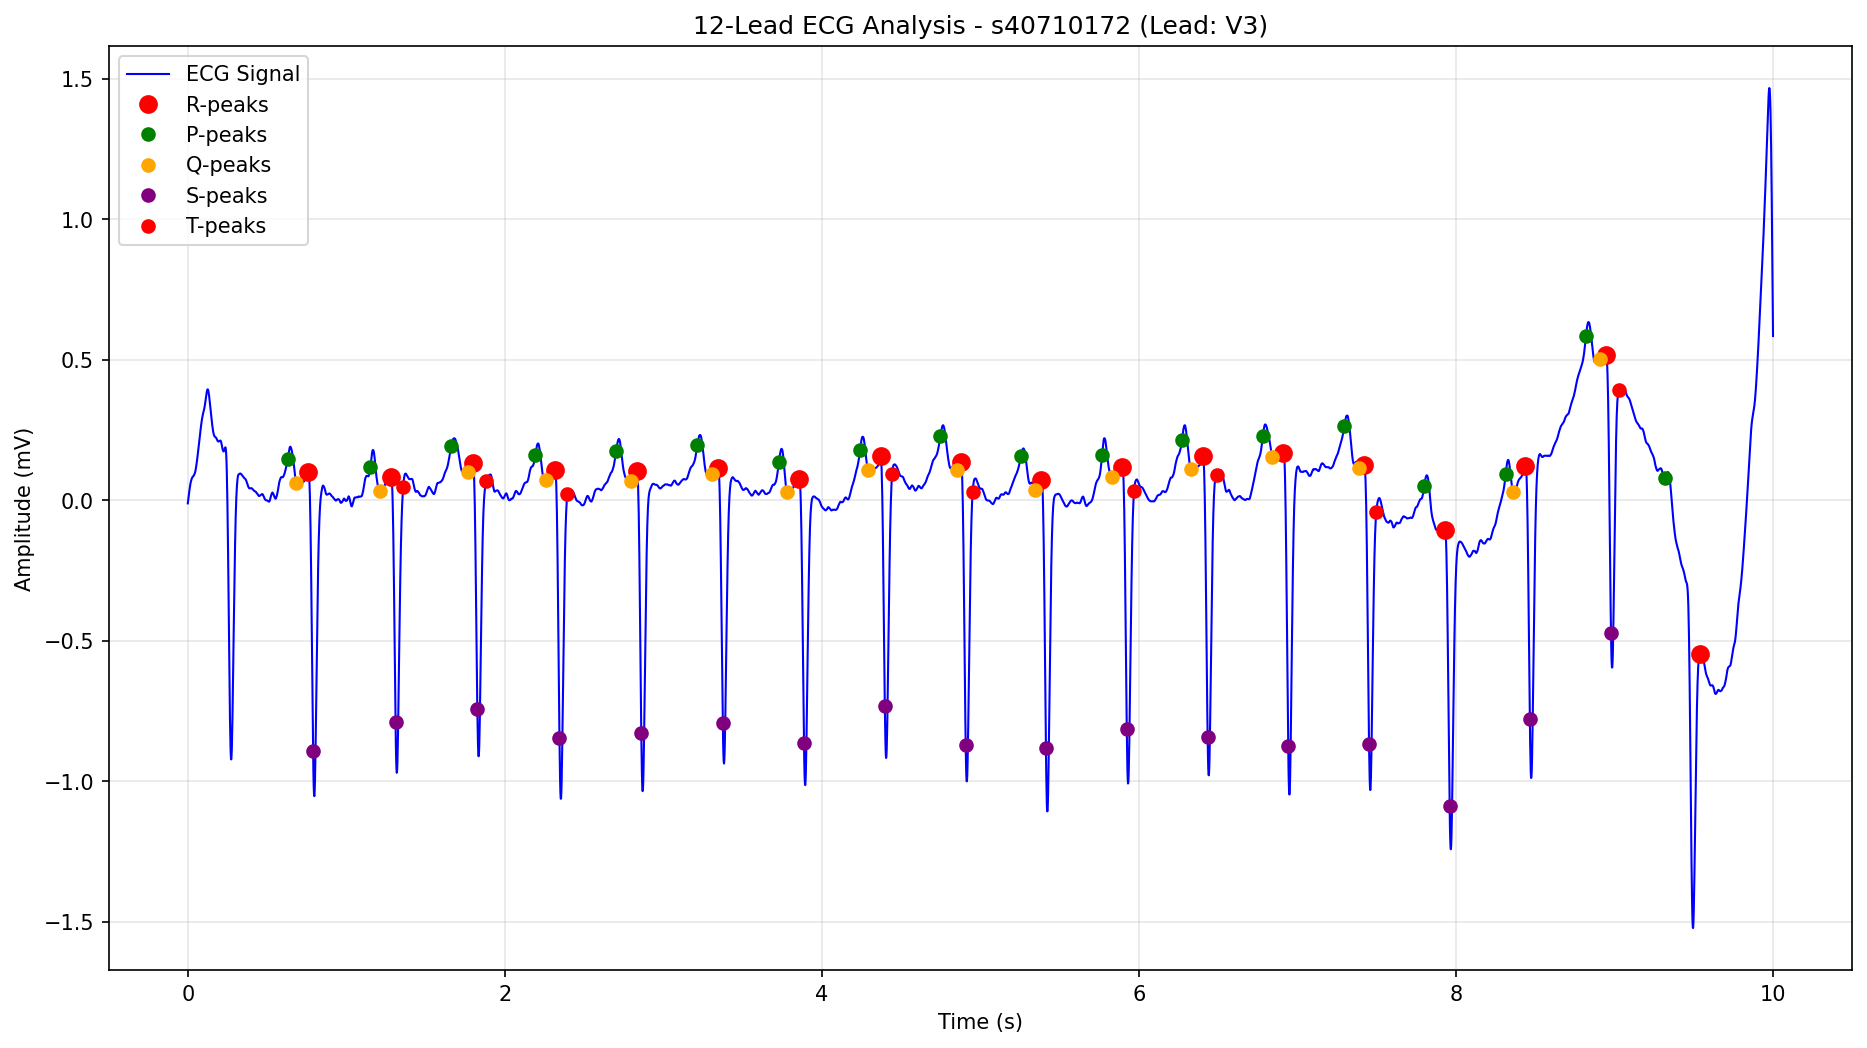 12-Lead ECG Analysis - s40710172 (Lead: V3)
ECG Signal
R-peaks
P-peaks
Q-peaks
S-peaks
T-peaks
Amplitude (mV)
1.5
1.0
0.5
0.0
−0.5
−1.0
−1.5
0 2 4 6 8 10
Time (s)